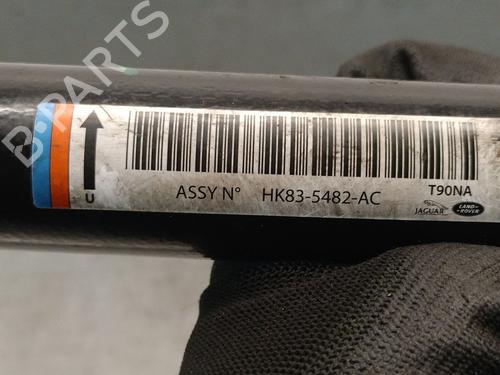 B-PARTS
U
ASSY N° HK83-5482-AC
T90NA
JAGUAR
LAND ROVER